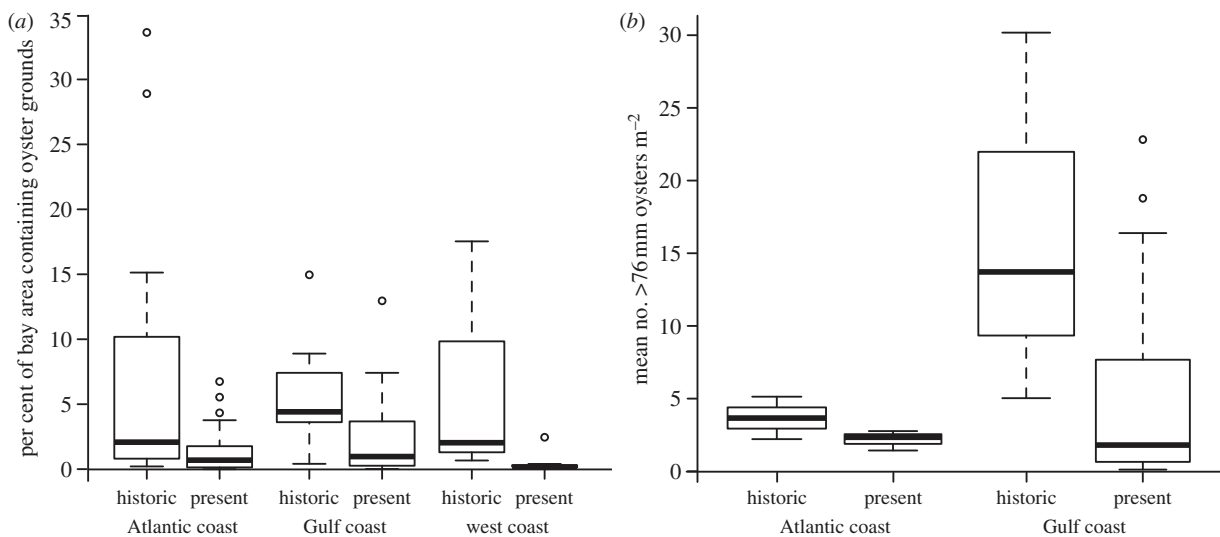 (a)
per cent of bay area containing oyster grounds
35
30
25
20
15
10
5
0
historic present historic present historic present
Atlantic coast Gulf coast west coast
(b)
mean no. >76 mm oysters m⁻²
30
25
20
15
10
5
0
historic present historic present
Atlantic coast Gulf coast